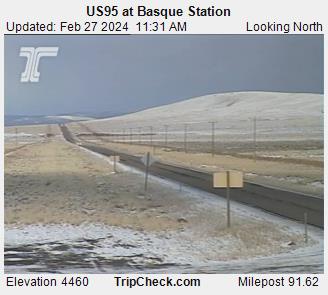 US95 at Basque Station
Updated: Feb 27 2024 11:31 AM Looking North
Elevation 4460 TripCheck.com Milepost 91.62